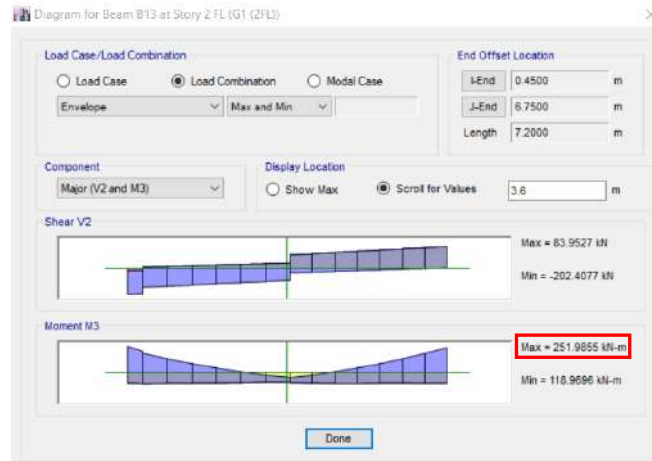 Diagram for Beam B13 at Story 2 FL (G1 (2FL))
Load Case/Load Combination
Load Case Load Combination Modal Case
Envelope Max and Min
End Offset Location
I-End 0.4500 m
J-End 6.7500 m
Length 7.2000 m
Component
Major (V2 and M3)
Display Location
Show Max Scroll for Values 3.6 m
Shear V2
Max = 83.9527 kN
Min = -202.4077 kN
Moment M3
Max = 251.9855 kN-m
Min = 118.9696 kN-m
Done